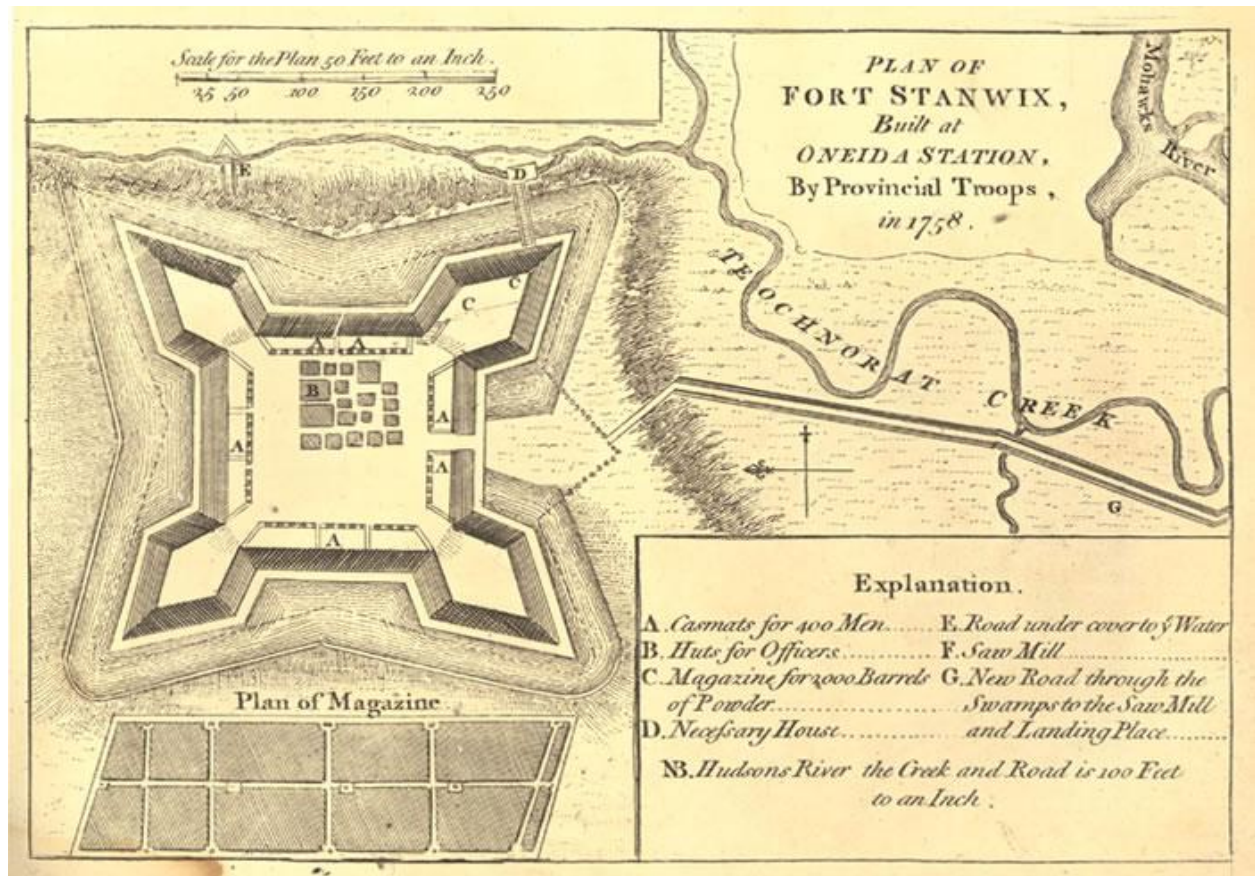 Scale for the Plan 50 Feet to an Inch.
25 50 100 150 200 250
PLAN OF
FORT STANWIX,
Built at
ONEIDA STATION,
By Provincial Troops,
in 1758.
Mohawks
River
E
D
C
C
A A
B
A
A
A
A
TEOCHNORAT
CREEK
G
Plan of Magazine
Explanation.
A. Casmats for 400 Men...... E. Road under cover to ẏ Water
B. Huts for Officers............ F. Saw Mill....................
C. Magazine for 2000 Barrels G. New Road through the
of Powder.................... Swamps to the Saw Mill
D. Neceſsary House............ and Landing Place........
NB. Hudsons River the Creek and Road is 100 Feet
to an Inch.